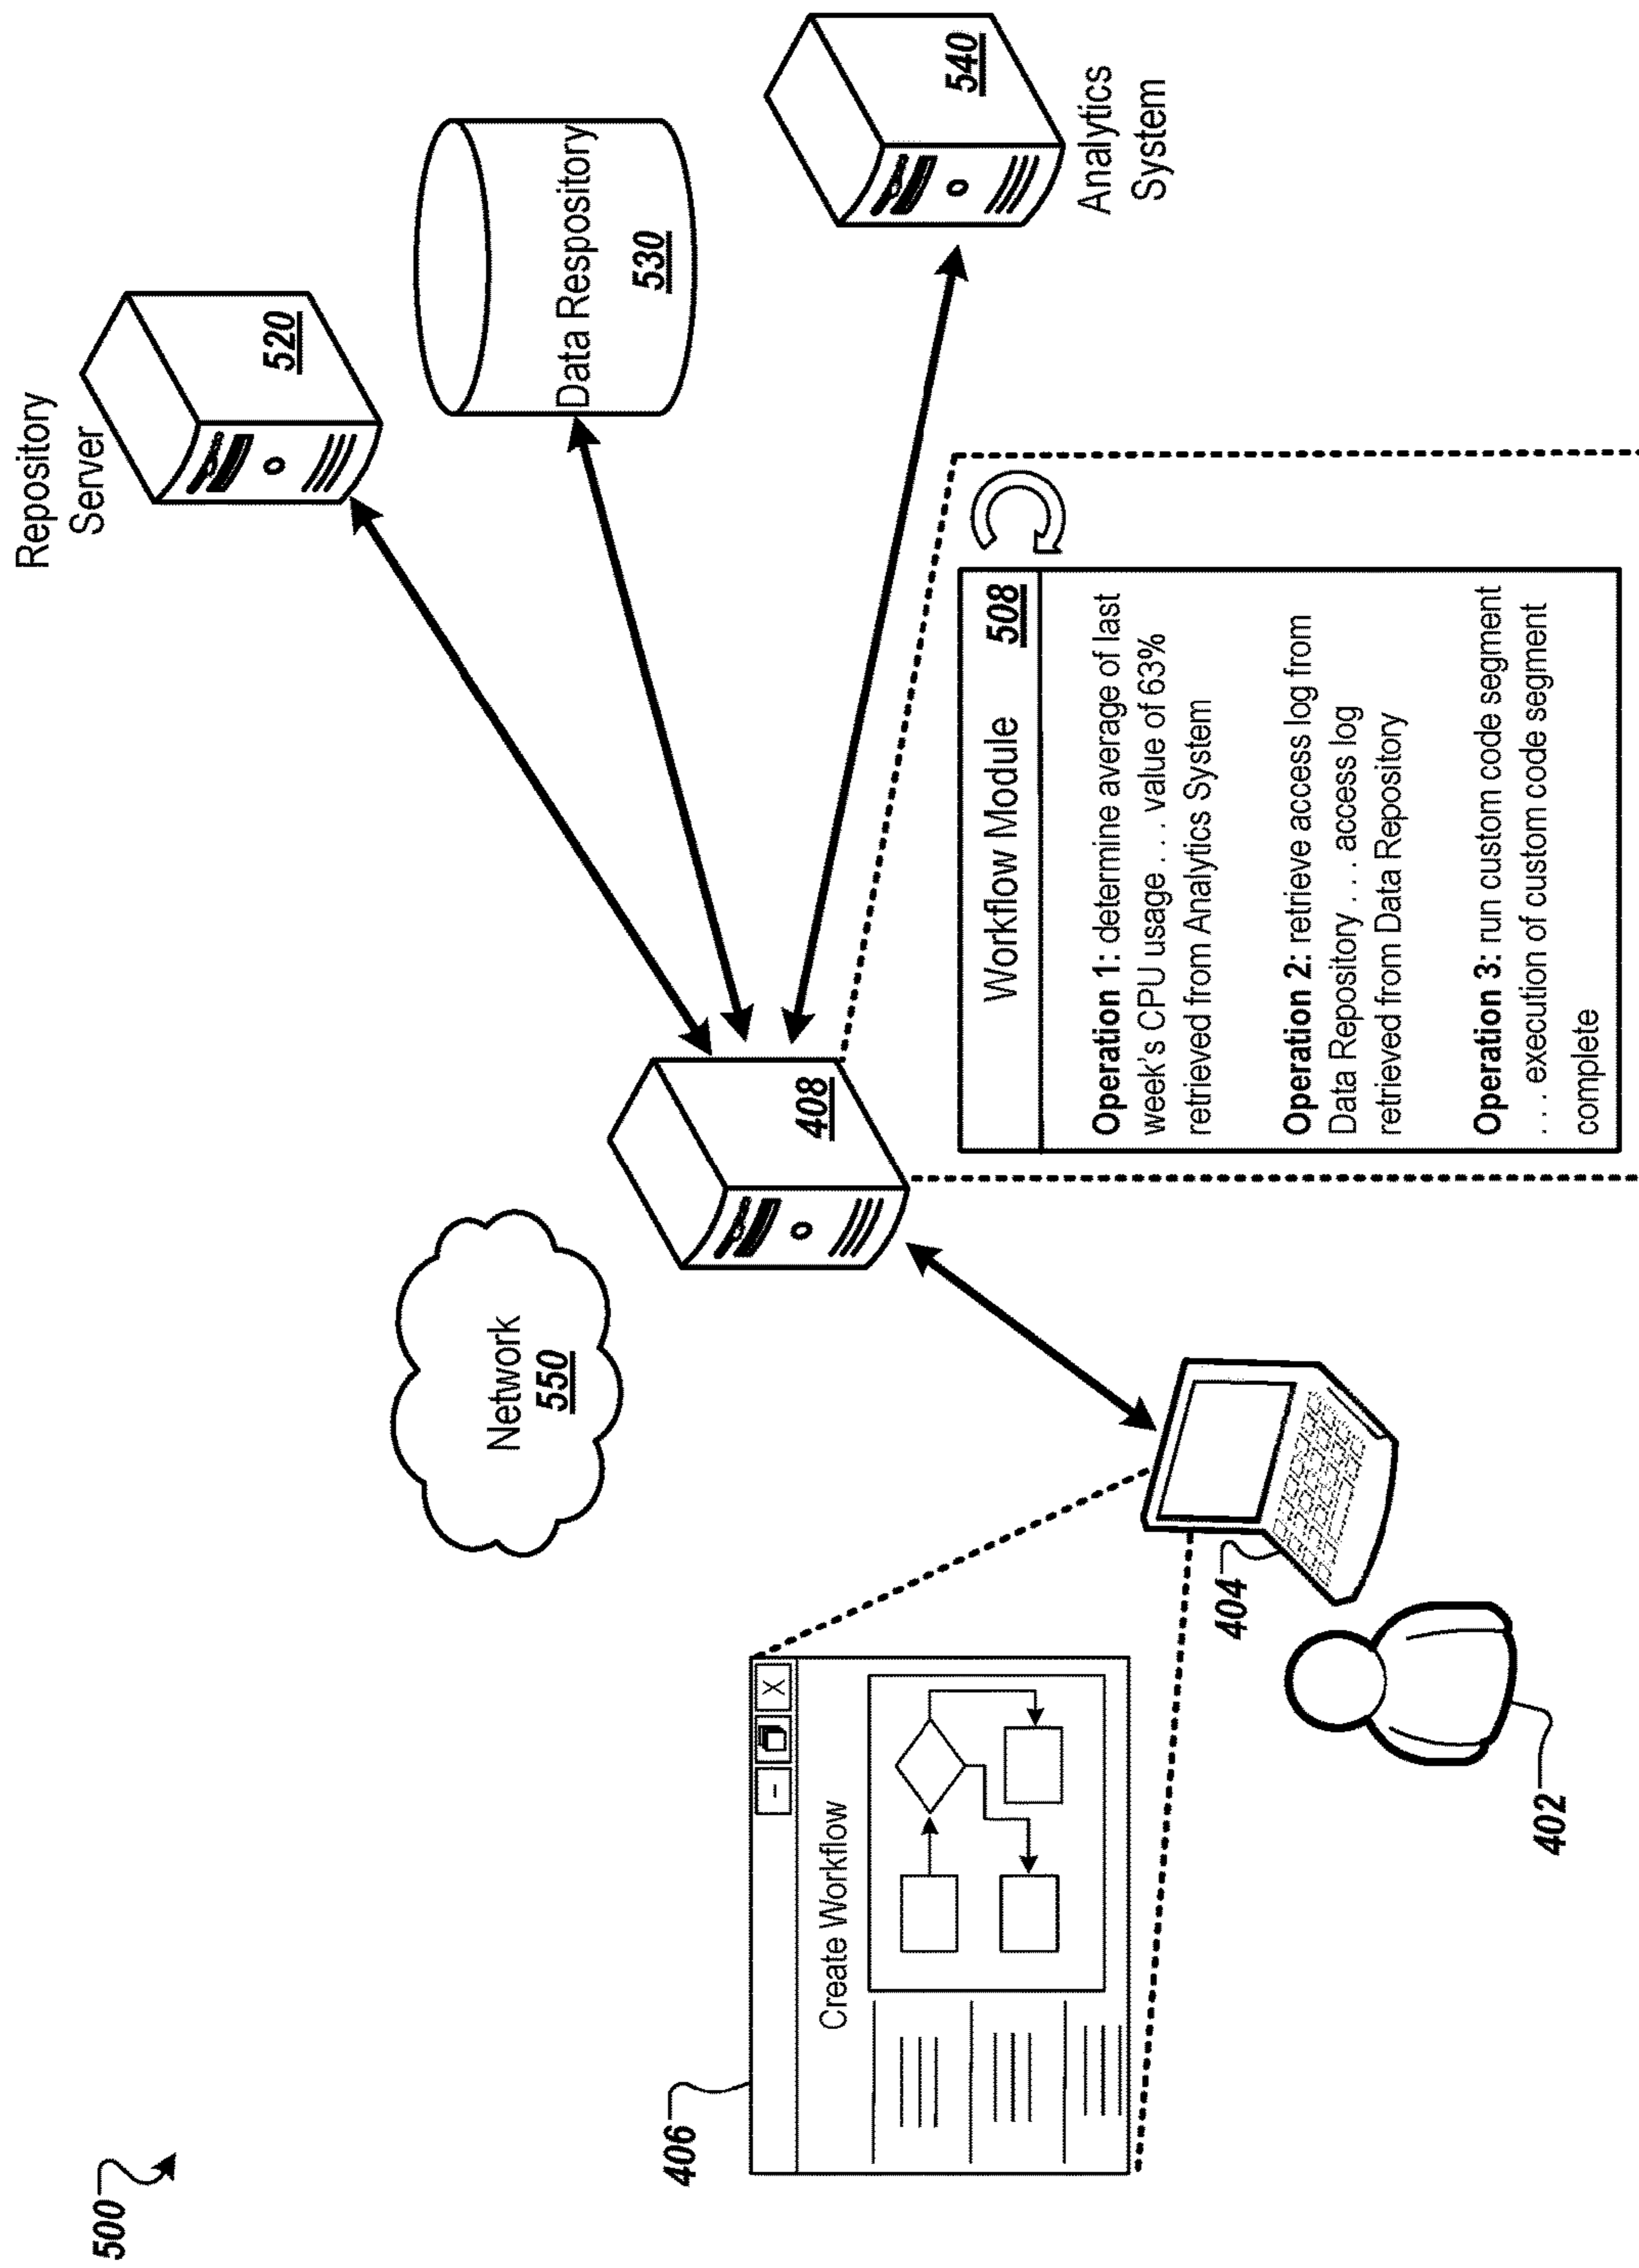 500
Repository
Server
520
Data Respository
530
540
Analytics
System
Network
550
408
Workflow Module 508
Operation 1: determine average of last
week's CPU usage . . . value of 63%
retrieved from Analytics System
Operation 2: retrieve access log from
Data Repository . . . access log
retrieved from Data Repository
Operation 3: run custom code segment
. . . execution of custom code segment
complete
406
- X
Create Workflow
404
402